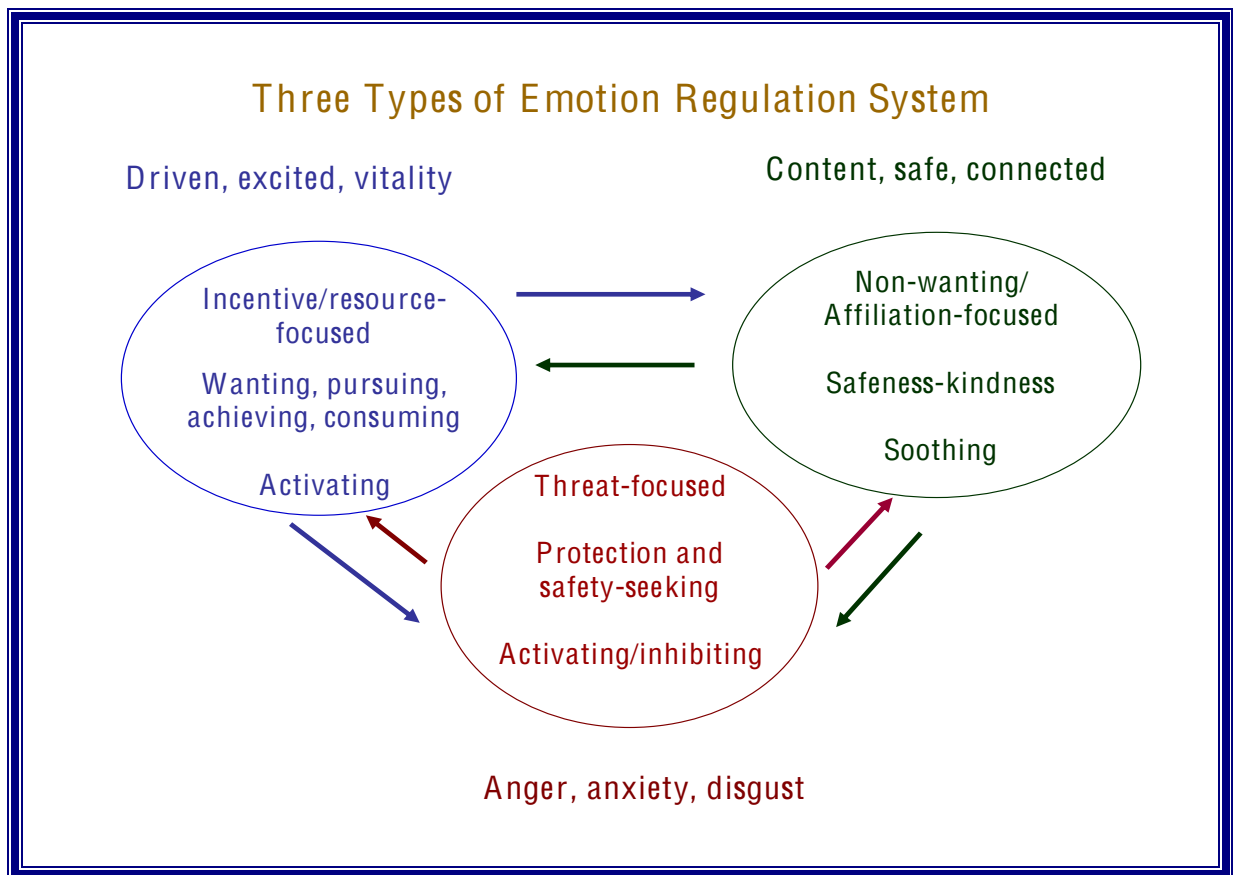 Three Types of Emotion Regulation System
Driven, excited, vitality
Content, safe, connected
Incentive/resource-
focused
Wanting, pursuing,
achieving, consuming
Activating
Non-wanting/
Affiliation-focused
Safeness-kindness
Soothing
Threat-focused
Protection and
safety-seeking
Activating/inhibiting
Anger, anxiety, disgust